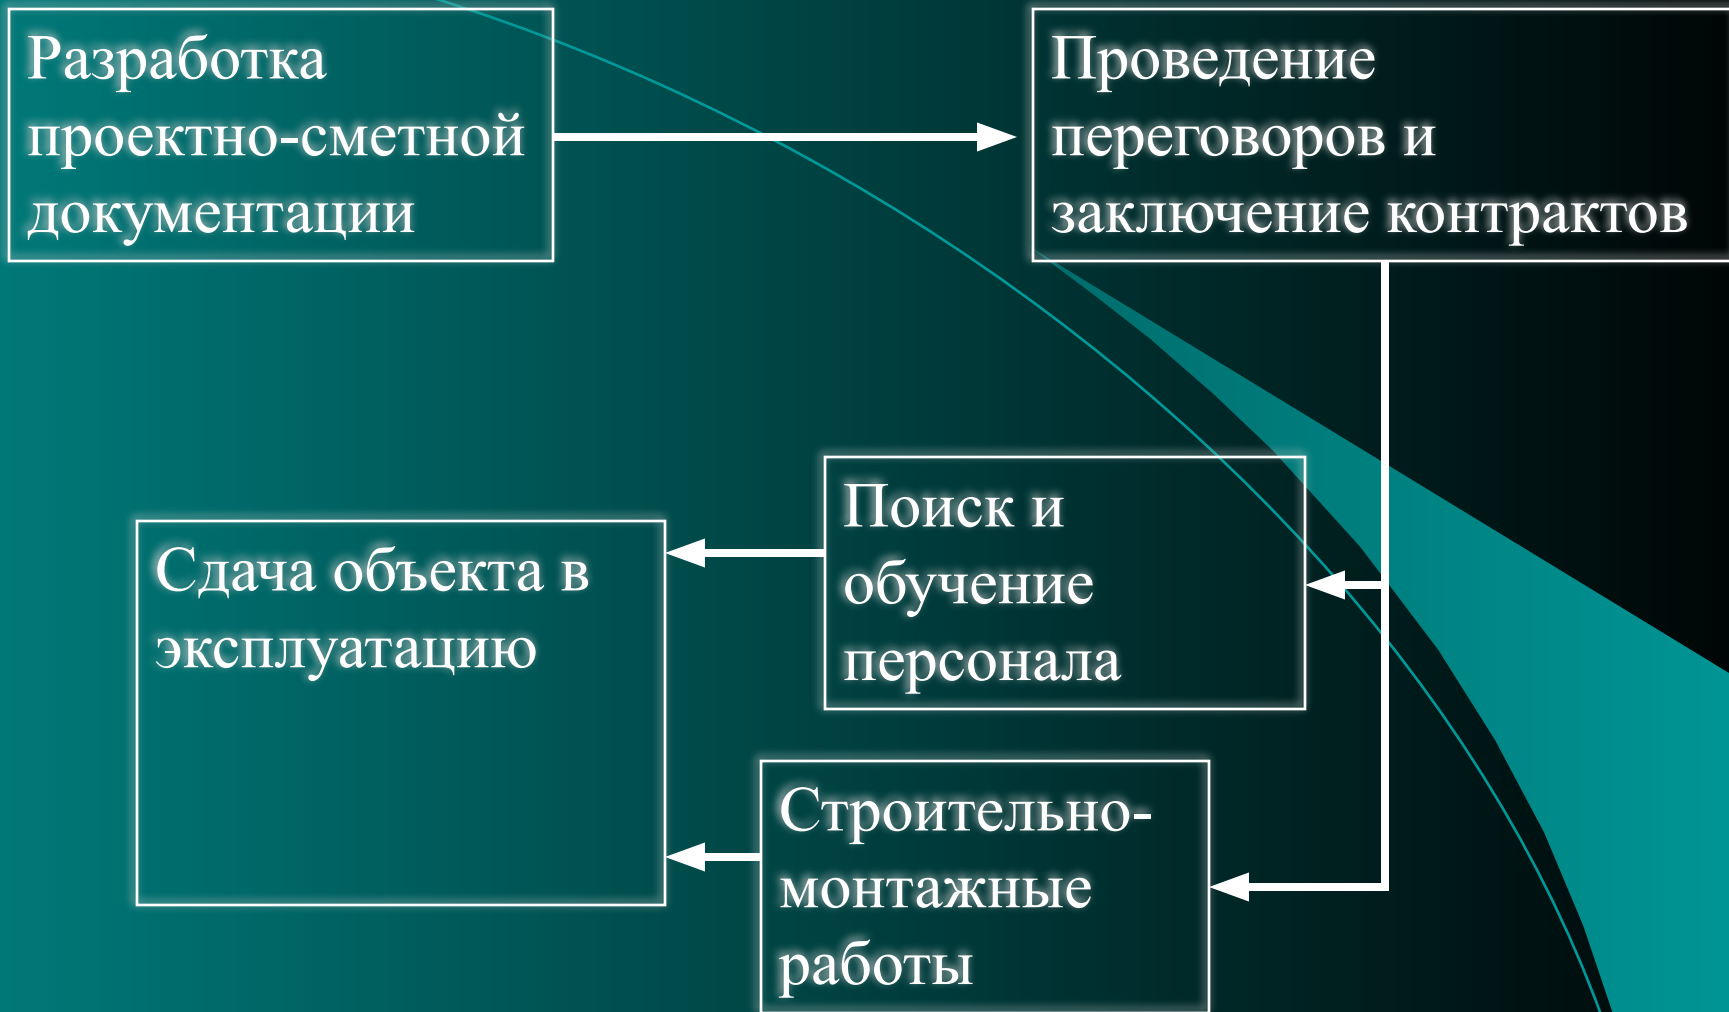 Разработка
проектно-сметной
документации
Проведение
переговоров и
заключение контрактов
Поиск и
обучение
персонала
Сдача объекта в
эксплуатацию
Строительно-
монтажные
работы